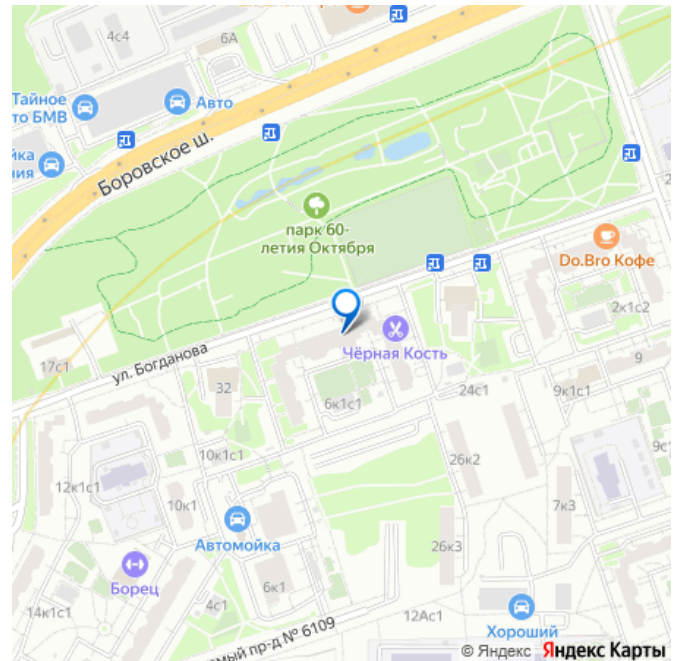 4с4
6А
Тайное
то БМВ
Авто
Боровское ш.
йка
ния
парк 60-
летия Октября
2
Do.Bro Кофе
2к1с2
Чёрная Кость
17с1
ул. Богданова
32
6к1с1
24с1
9к1с1
9
10к1с1
26к2
9с
12к1с1
10к1
7к3
Автомойка
26к3
Борец
6к1
14к1с1
4с1
12Ас1
Хороший
мый пр-д № 6109
© Яндекс Яндекс Карты